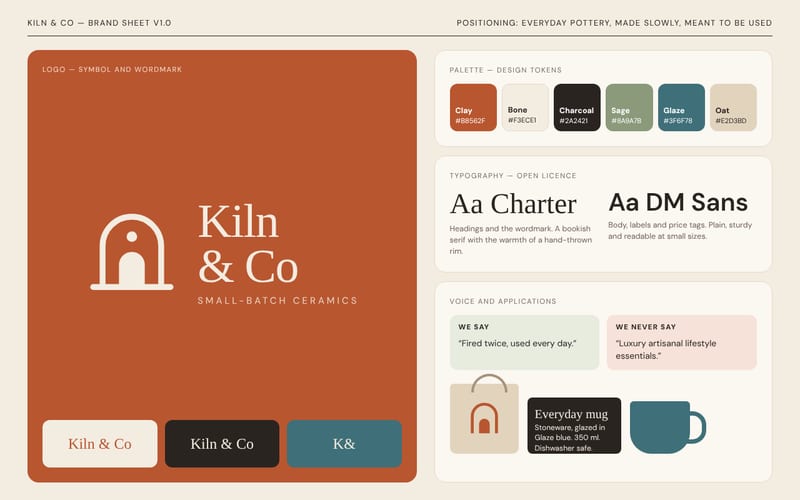 KILN & CO — BRAND SHEET V1.0
POSITIONING: EVERYDAY POTTERY, MADE SLOWLY, MEANT TO BE USED
LOGO — SYMBOL AND WORDMARK
Kiln
& Co
SMALL-BATCH CERAMICS
Kiln & Co
Kiln & Co
K&
PALETTE — DESIGN TOKENS
Clay
#B8562F
Bone
#F3ECE1
Charcoal
#2A2421
Sage
#8A9A7B
Glaze
#3F6F78
Oat
#E2D3BD
TYPOGRAPHY — OPEN LICENCE
Aa Charter
Headings and the wordmark. A bookish
serif with the warmth of a hand-thrown
rim.
Aa DM Sans
Body, labels and price tags. Plain, sturdy
and readable at small sizes.
VOICE AND APPLICATIONS
WE SAY
“Fired twice, used every day.”
WE NEVER SAY
“Luxury artisanal lifestyle
essentials.”
Everyday mug
Stoneware, glazed in
Glaze blue. 350 ml.
Dishwasher safe.